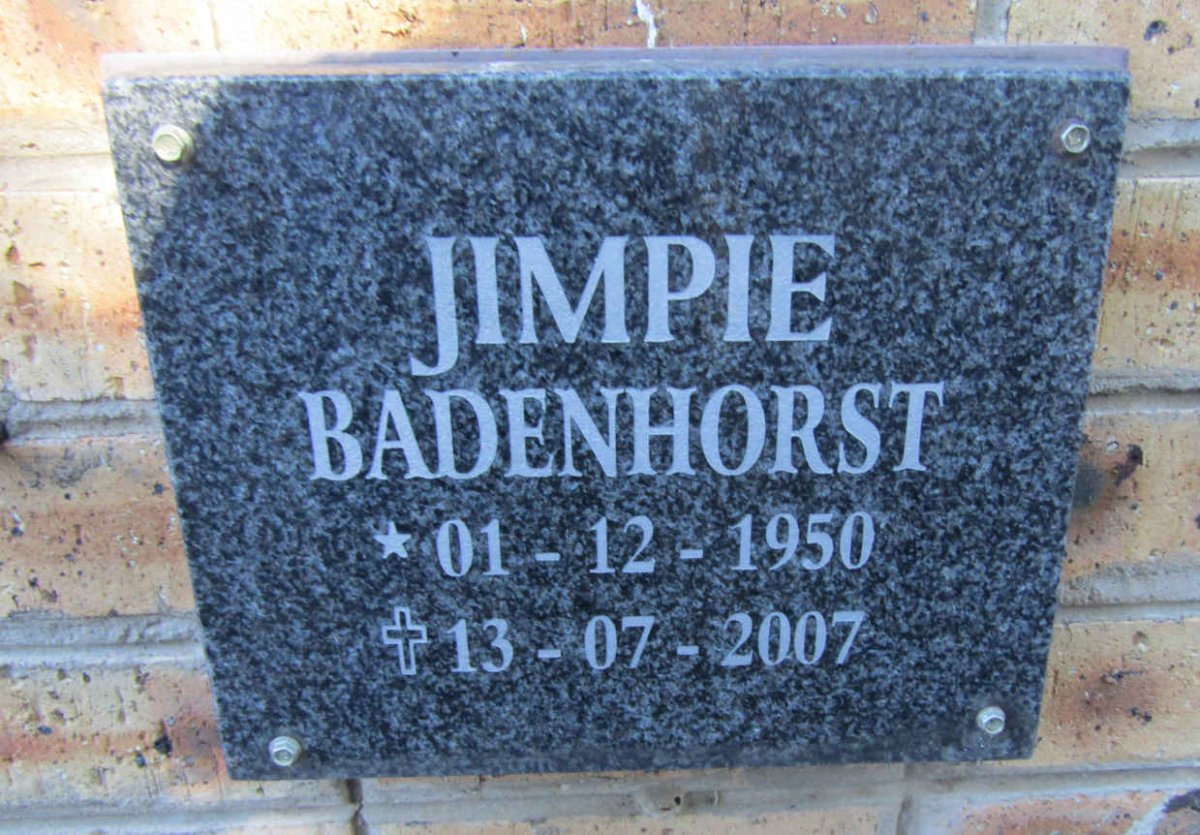 JIMPIE
BADENHORST
★ 01 - 12 - 1950
✝ 13 - 07 - 2007